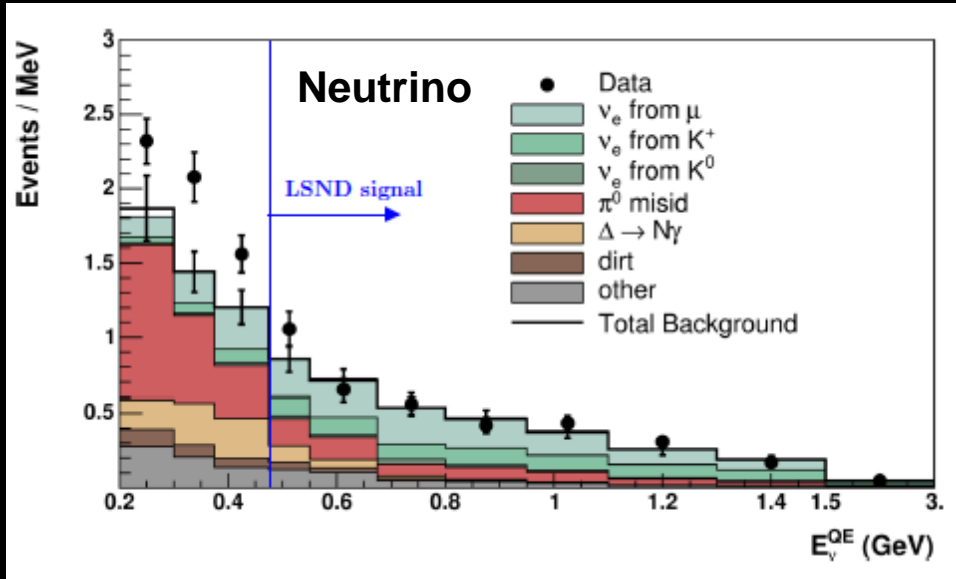 3
Events / MeV
2.5
2
1.5
1
0.5
Neutrino
LSND signal
Data
νₑ from μ
νₑ from K⁺
νₑ from K⁰
π⁰ misid
Δ → Nγ
dirt
other
Total Background
0.2 0.4 0.6 0.8 1 1.2 1.4 1.5 3.
E_ν^QE (GeV)